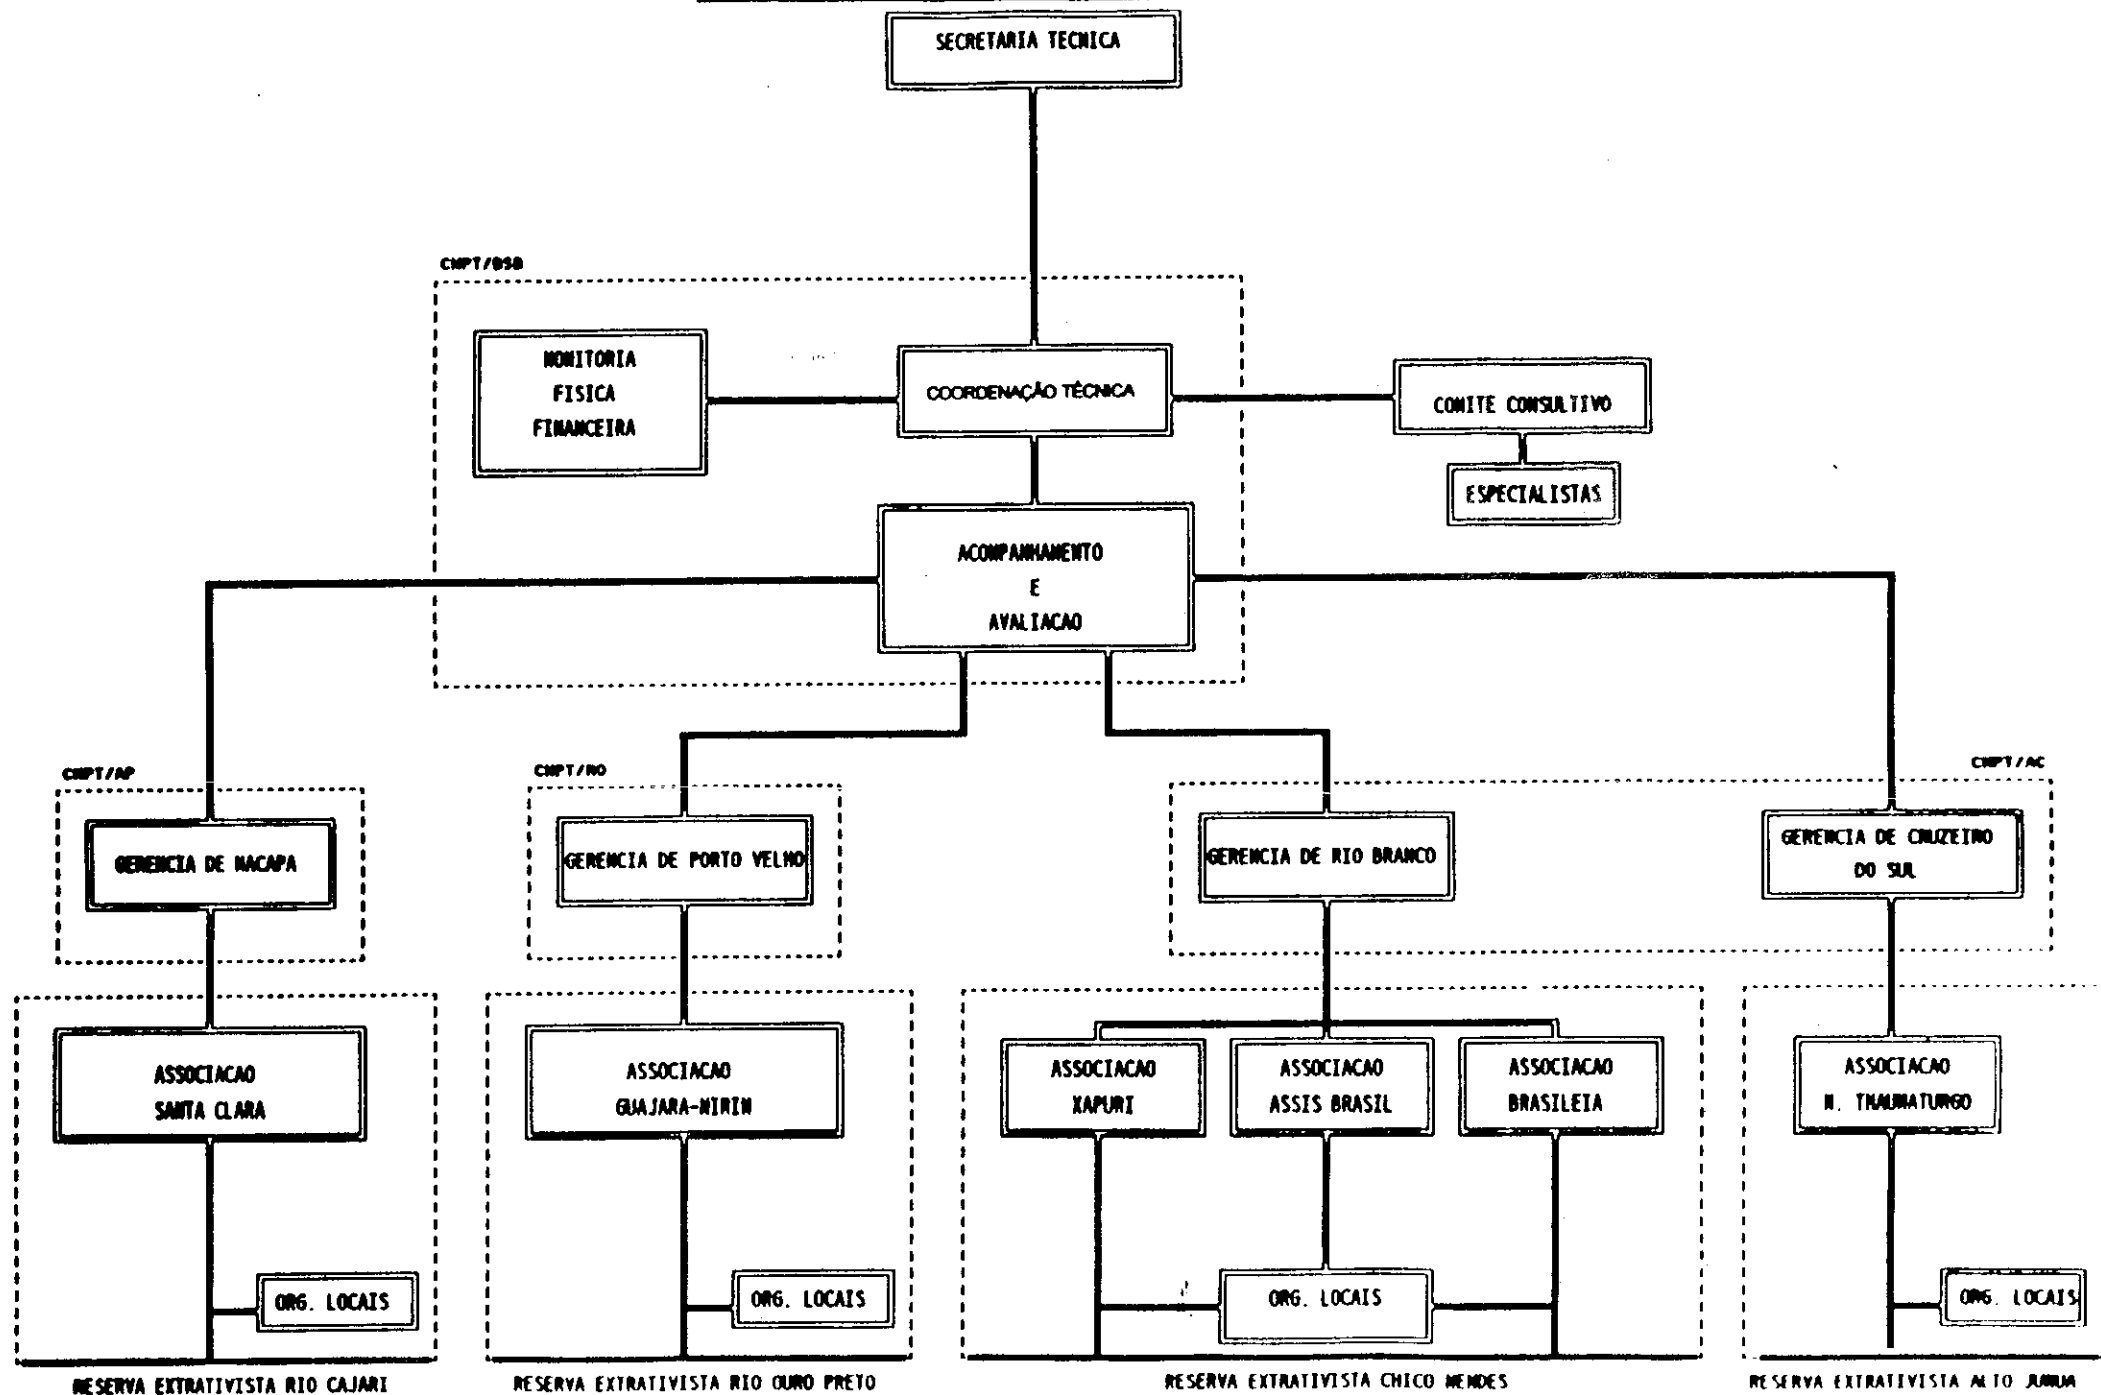 SECRETARIA TECNICA
CNPT/BSB
MONITORIA
FISICA
FINANCEIRA
COORDENAÇÃO TÉCNICA
COMITE CONSULTIVO
ESPECIALISTAS
ACOMPANHAMENTO
E
AVALIACAO
CNPT/AP
CNPT/RO
CNPT/AC
GERENCIA DE MACAPA
GERENCIA DE PORTO VELHO
GERENCIA DE RIO BRANCO
GERENCIA DE CRUZEIRO
DO SUL
ASSOCIACAO
SANTA CLARA
ASSOCIACAO
GUAJARA-MIRIM
ASSOCIACAO
XAPURI
ASSOCIACAO
ASSIS BRASIL
ASSOCIACAO
BRASILEIA
ASSOCIACAO
M. THAUMATURGO
ORG. LOCAIS
ORG. LOCAIS
ORG. LOCAIS
ORG. LOCAIS
RESERVA EXTRATIVISTA RIO CAJARI
RESERVA EXTRATIVISTA RIO OURO PRETO
RESERVA EXTRATIVISTA CHICO MENDES
RESERVA EXTRATIVISTA ALTO JURUA